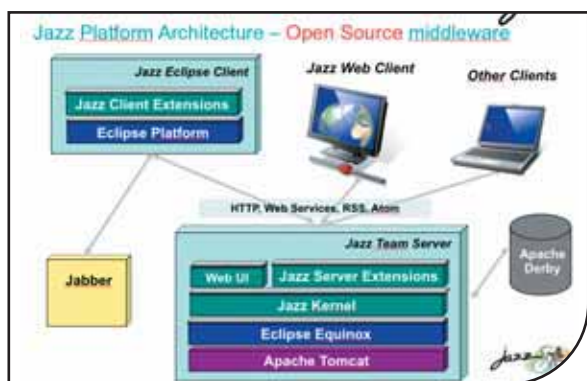 Jazz Platform Architecture – Open Source middleware
Jazz Eclipse Client
Jazz Client Extensions
Eclipse Platform
Jazz Web Client
Other Clients
HTTP, Web Services, RSS, Atom
Jazz Team Server
Web UI
Jazz Server Extensions
Jazz Kernel
Eclipse Equinox
Apache Tomcat
Jabber
Apache
Derby
Jazz